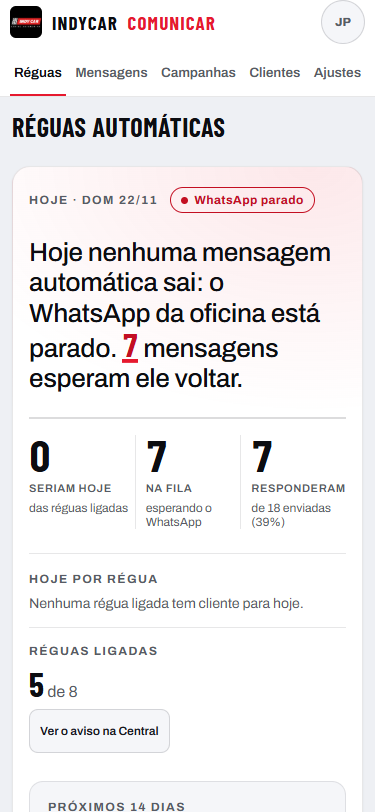 INDYCAR COMUNICAR
JP
Réguas Mensagens Campanhas Clientes Ajustes
RÉGUAS AUTOMÁTICAS
HOJE · DOM 22/11
WhatsApp parado
Hoje nenhuma mensagem
automática sai: o
WhatsApp da oficina está
parado. 7 mensagens
esperam ele voltar.
0
SERIAM HOJE
das réguas ligadas
7
NA FILA
esperando o
WhatsApp
7
RESPONDERAM
de 18 enviadas
(39%)
HOJE POR RÉGUA
Nenhuma régua ligada tem cliente para hoje.
RÉGUAS LIGADAS
5 de 8
Ver o aviso na Central
PRÓXIMOS 14 DIAS